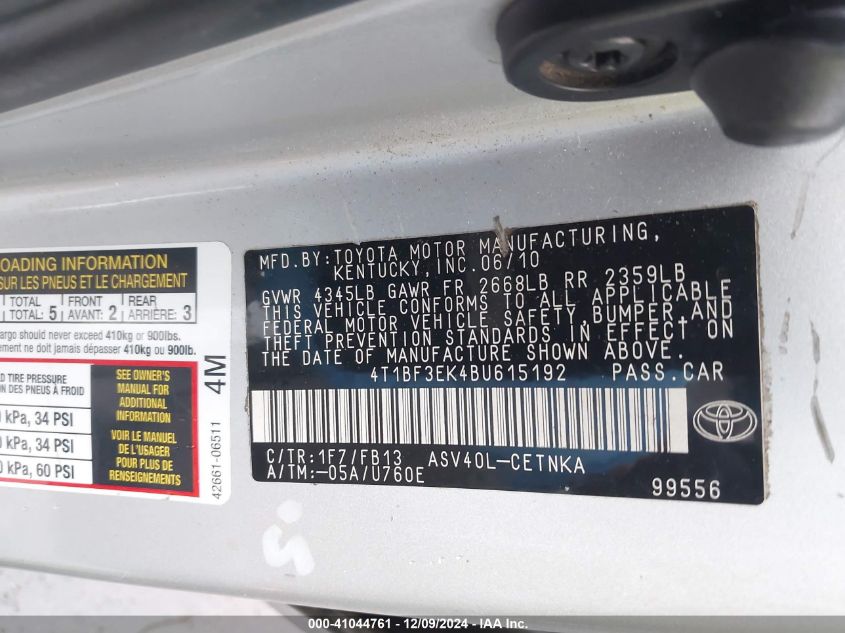 OADING INFORMATION
SUR LES PNEUS ET LE CHARGEMENT
TOTAL TOTAL: 5 FRONT AVANT: 2 REAR ARRIÈRE: 3
argo should never exceed 410kg or 900lbs.
ement ne doit jamais dépasser 410kg ou 900lb.
TIRE PRESSURE
DES PNEUS À FROID
kPa, 34 PSI
kPa, 34 PSI
kPa, 60 PSI
SEE OWNER'S
MANUAL FOR
ADDITIONAL
INFORMATION
VOIR LE MANUEL
DE L'USAGER
POUR PLUS DE
RENSEIGNEMENTS
4M
42661-06511
MFD.BY:TOYOTA MOTOR MANUFACTURING,
KENTUCKY, INC. 06/10
GVWR 4345LB GAWR FR 2668LB RR 2359LB
THIS VEHICLE CONFORMS TO ALL APPLICABLE
FEDERAL MOTOR VEHICLE SAFETY, BUMPER, AND
THEFT PREVENTION STANDARDS IN EFFECT ON
THE DATE OF MANUFACTURE SHOWN ABOVE.
4T1BF3EK4BU615192 PASS.CAR
C/TR:1F7/FB13 ASV40L-CETNKA
A/TM:-05A/U760E
99556
5.
000-41044761 - 12/09/2024 - IAA Inc.